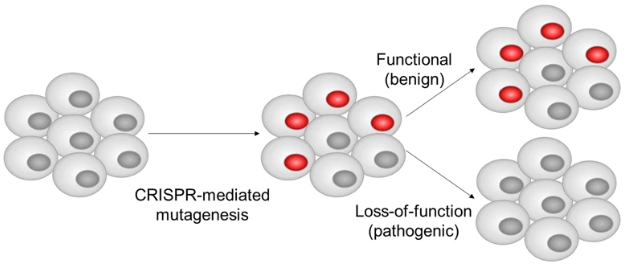 CRISPR-mediated
mutagenesis
Functional
(benign)
Loss-of-function
(pathogenic)